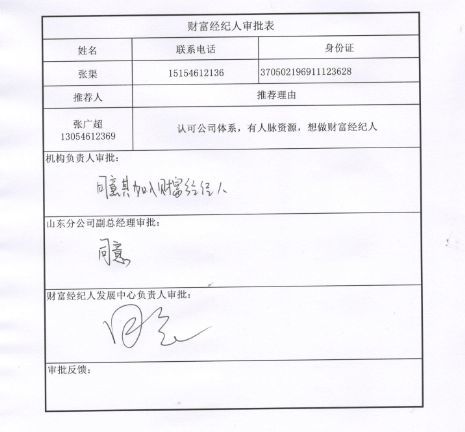 财富经纪人审批表
姓名 联系电话 身份证
张渠 15154612136 370502196911123628
推荐人 推荐理由
张广超
13054612369
认可公司体系，有人脉资源，想做财富经纪人
机构负责人审批：
同意其加入财富经纪人
山东分公司副总经理审批：
同意
财富经纪人发展中心负责人审批：
同意
审批反馈：